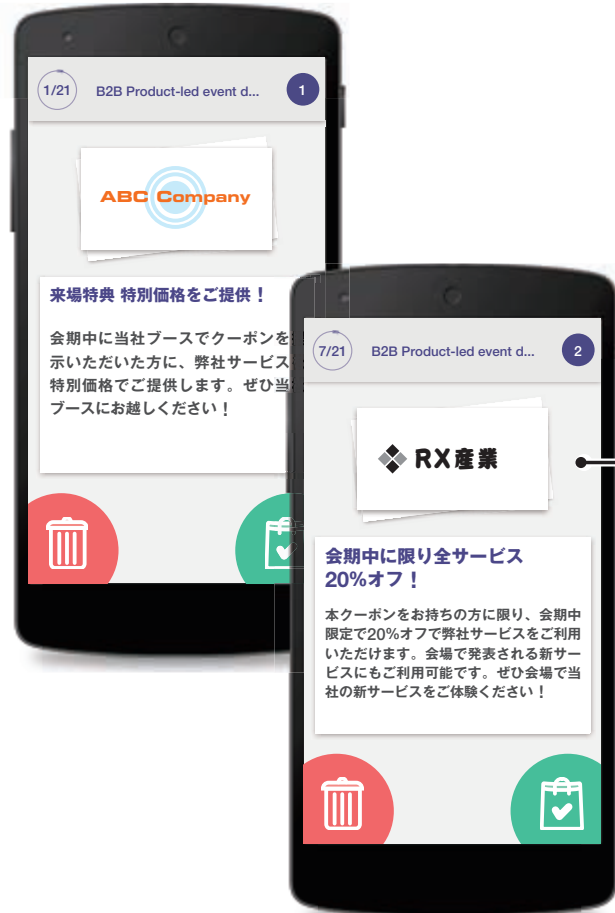 1/21
B2B Product-led event d...
1
ABC Company
来場特典 特別価格をご提供！
会期中に当社ブースでクーポンを
示いただいた方に、弊社サービス
特別価格でご提供します。ぜひ当
ブースにお越しください！
7/21
B2B Product-led event d...
2
RX産業
会期中に限り全サービス
20%オフ！
本クーポンをお持ちの方に限り、会期中
限定で20%オフで弊社サービスをご利用
いただけます。会場で発表される新サー
ビスにもご利用可能です。ぜひ会場で当
社の新サービスをご体験ください！